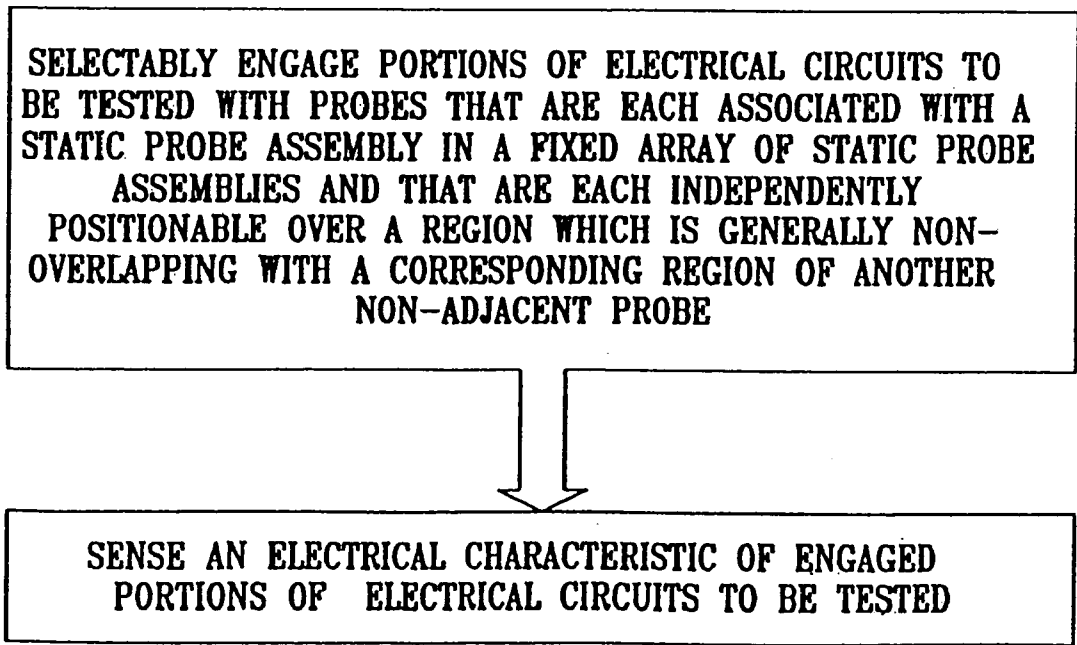 SELECTABLY ENGAGE PORTIONS OF ELECTRICAL CIRCUITS TO
BE TESTED WITH PROBES THAT ARE EACH ASSOCIATED WITH A
STATIC PROBE ASSEMBLY IN A FIXED ARRAY OF STATIC PROBE
ASSEMBLIES AND THAT ARE EACH INDEPENDENTLY
POSITIONABLE OVER A REGION WHICH IS GENERALLY NON-
OVERLAPPING WITH A CORRESPONDING REGION OF ANOTHER
NON-ADJACENT PROBE
SENSE AN ELECTRICAL CHARACTERISTIC OF ENGAGED
PORTIONS OF ELECTRICAL CIRCUITS TO BE TESTED